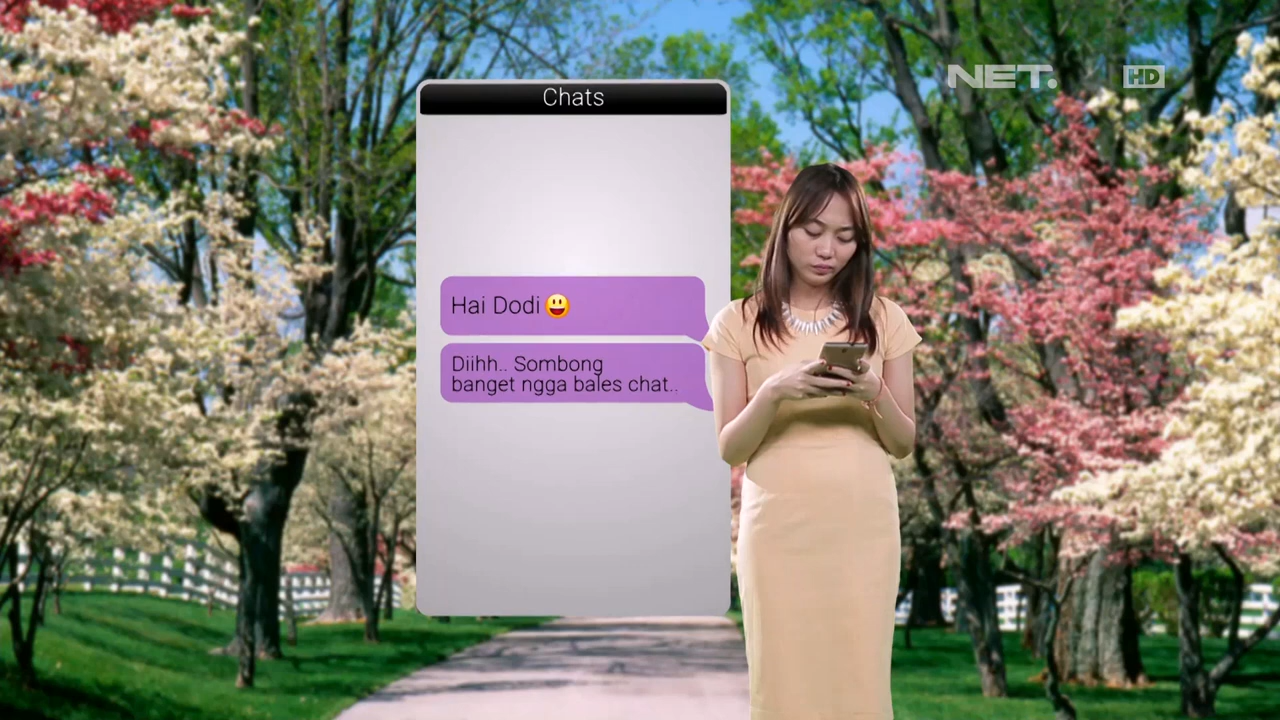 NET.
HD
Chats
Hai Dodi😃
Diihh.. Sombong
banget ngga bales chat..